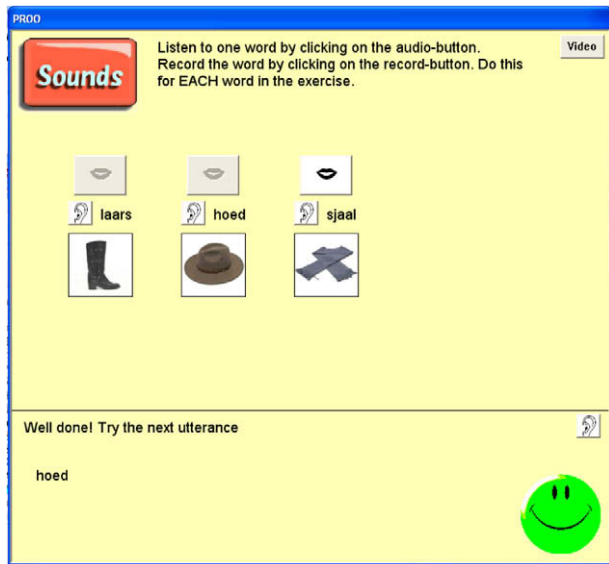 PROO
Sounds
Listen to one word by clicking on the audio-button.
Record the word by clicking on the record-button. Do this
for EACH word in the exercise.
Video
laars hoed sjaal
Well done! Try the next utterance
hoed